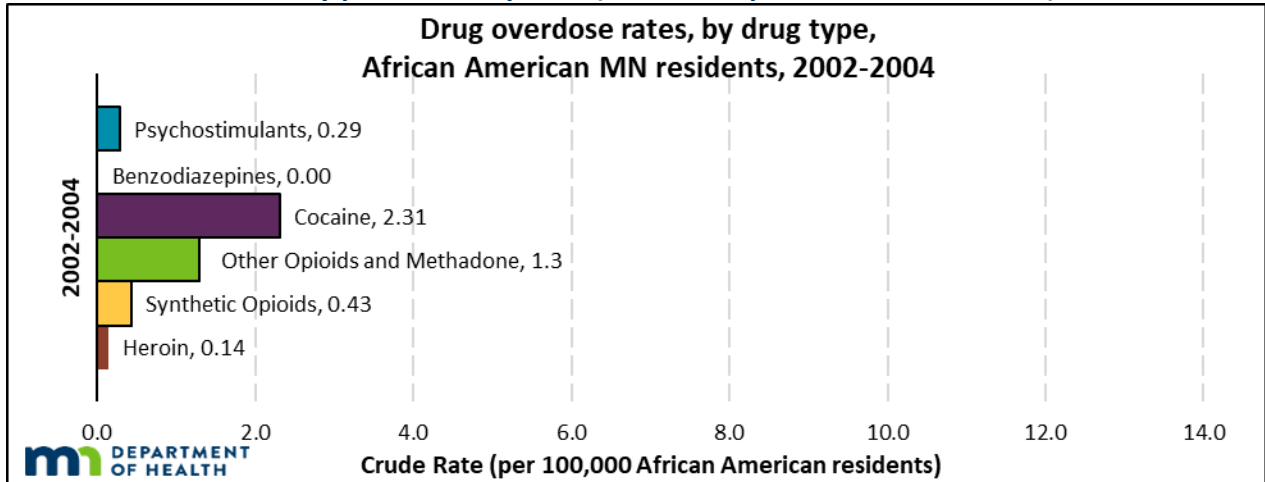 Drug overdose rates, by drug type,
African American MN residents, 2002-2004
2002-2004
Psychostimulants, 0.29
Benzodiazepines, 0.00
Cocaine, 2.31
Other Opioids and Methadone, 1.3
Synthetic Opioids, 0.43
Heroin, 0.14
0.0 2.0 4.0 6.0 8.0 10.0 12.0 14.0
Crude Rate (per 100,000 African American residents)
mn DEPARTMENT
OF HEALTH